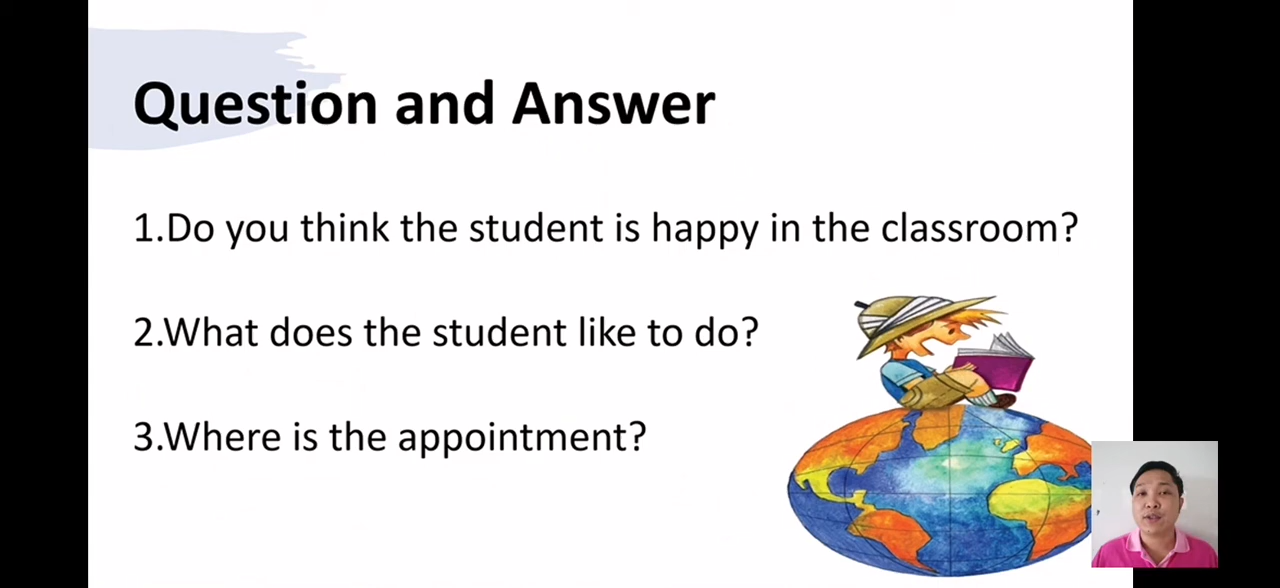 Question and Answer
1.Do you think the student is happy in the classroom?
2.What does the student like to do?
3.Where is the appointment?